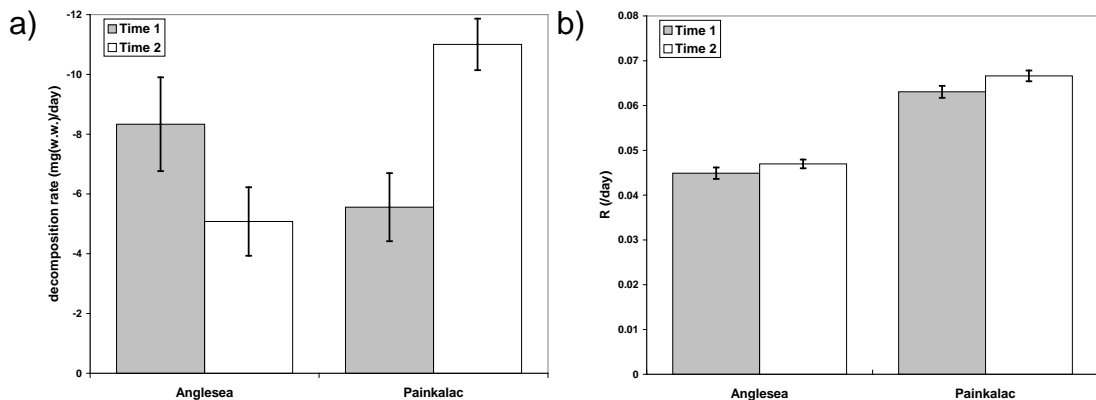 a)
Time 1
Time 2
decomposition rate (mg(w.w.)/day)
-12
-10
-8
-6
-4
-2
0
Anglesea
Painkalac
b)
Time 1
Time 2
R (/day)
0.08
0.07
0.06
0.05
0.04
0.03
0.02
0.01
0
Anglesea
Painkalac